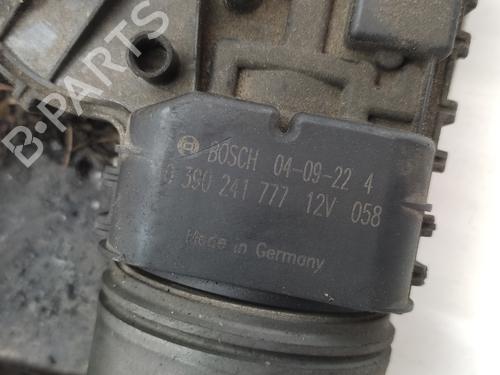 B-PARTS
BOSCH 04-09-22 4
0 390 241 777 12V 058
Made in Germany